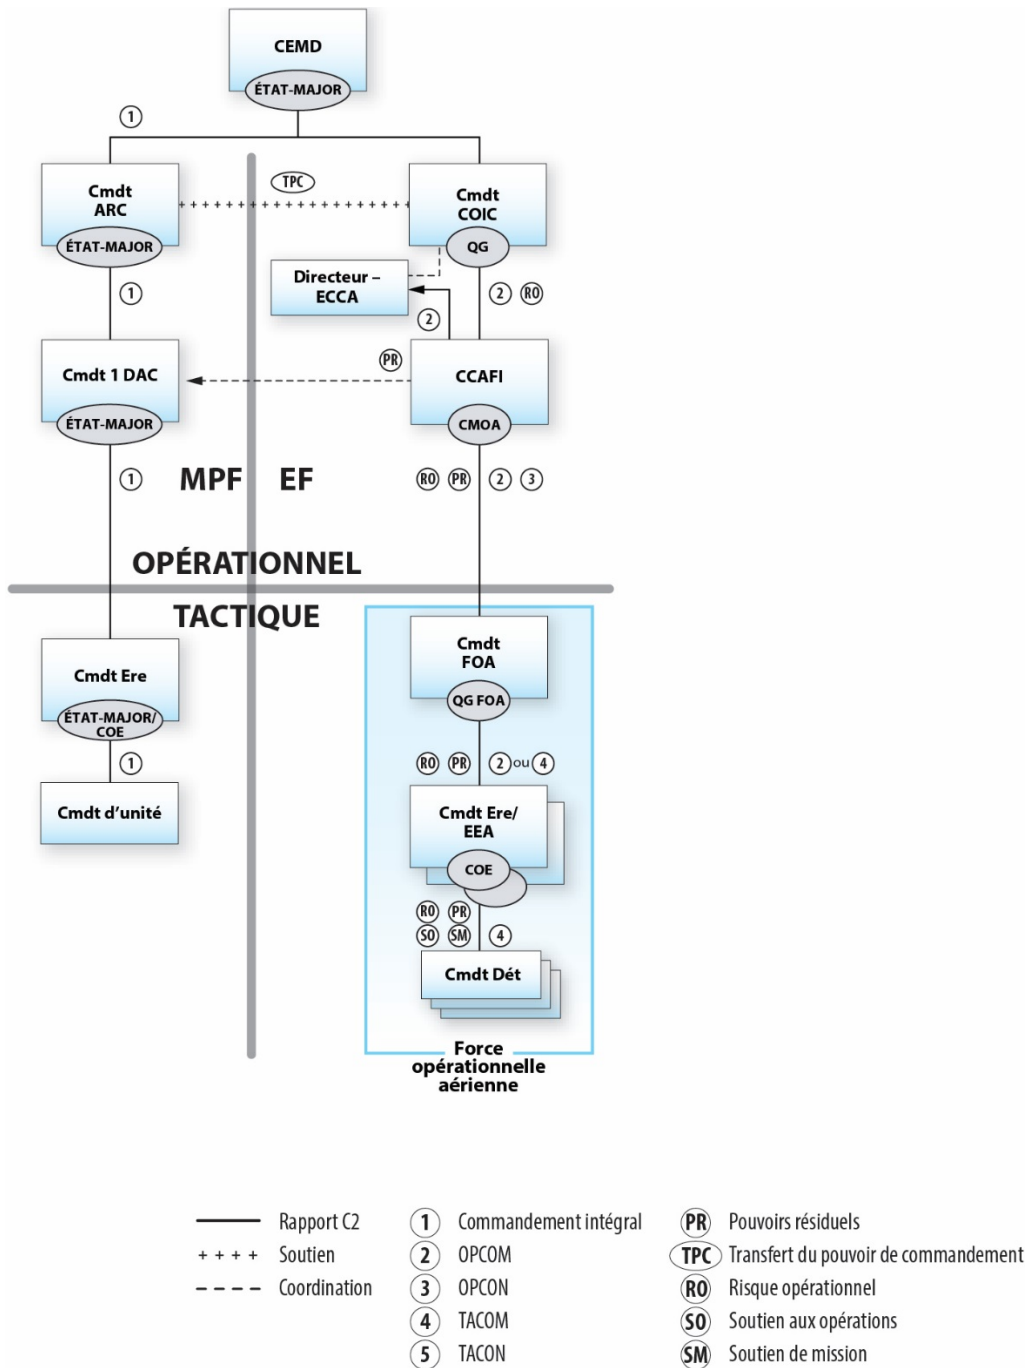 CEMD
ÉTAT-MAJOR
1
Cmdt
ARC
ÉTAT-MAJOR
TPC
Cmdt
COIC
QG
Directeur –
ECCA
1
2 RO
2
Cmdt 1 DAC
ÉTAT-MAJOR
PR
CCAFI
CMOA
1
MPF EF
RO PR 2 3
OPÉRATIONNEL
TACTIQUE
Cmdt Ere
ÉTAT-MAJOR/
COE
1
Cmdt d'unité
Cmdt
FOA
QG FOA
RO PR 2 ou 4
Cmdt Ere/
EEA
COE
RO PR
SO SM 4
Cmdt Dét
Force
opérationnelle
aérienne
Rapport C2
++++ Soutien
---- Coordination
1 Commandement intégral
2 OPCOM
3 OPCON
4 TACOM
5 TACON
PR Pouvoirs résiduels
TPC Transfert du pouvoir de commandement
RO Risque opérationnel
SO Soutien aux opérations
SM Soutien de mission